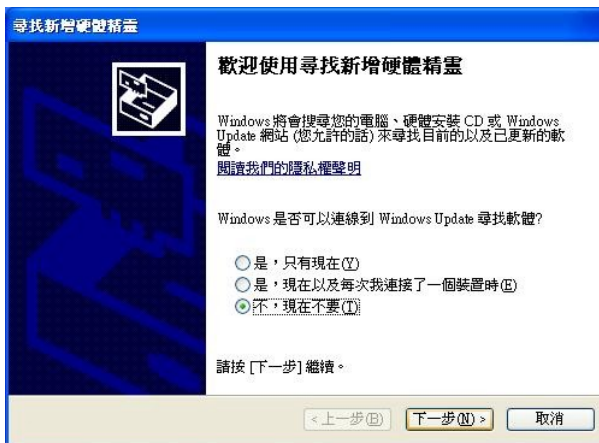 尋找新增硬體精靈
歡迎使用尋找新增硬體精靈
Windows 將會搜尋您的電腦、硬體安裝 CD 或 Windows
Update 網站 (您允許的話) 來尋找目前的以及已更新的軟
體。
閱讀我們的隱私權聲明
Windows 是否可以連線到 Windows Update 尋找軟體?
是，只有現在(Y)
是，現在以及每次我連接了一個裝置時(E)
不，現在不要(T)
請按 [下一步] 繼續。
<上一步(B) 下一步(N) > 取消